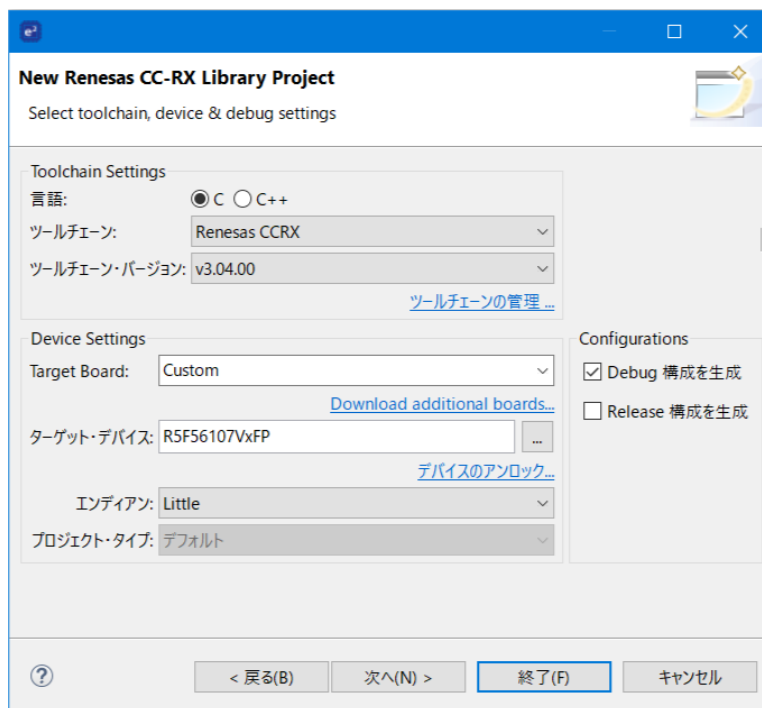 e²
New Renesas CC-RX Library Project
Select toolchain, device & debug settings
Toolchain Settings
言語: C C++
ツールチェーン: Renesas CCRX
ツールチェーン・バージョン: v3.04.00
ツールチェーンの管理 ...
Device Settings
Target Board: Custom
Download additional boards...
ターゲット・デバイス: R5F56107VxFP ...
デバイスのアンロック...
エンディアン: Little
プロジェクト・タイプ: デフォルト
Configurations
Debug 構成を生成
Release 構成を生成
?
< 戻る(B) 次へ(N) > 終了(F) キャンセル